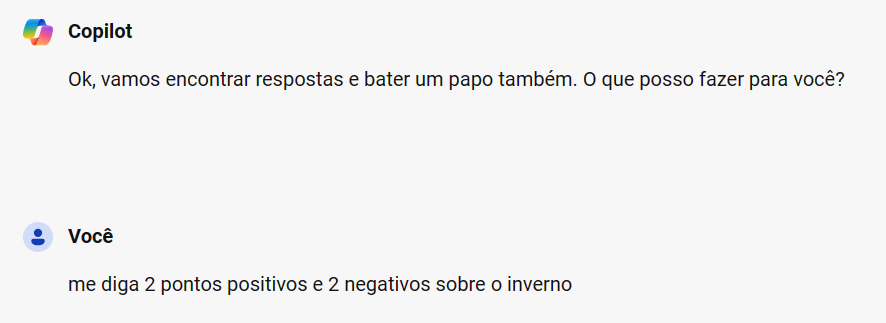 Copilot
Ok, vamos encontrar respostas e bater um papo também. O que posso fazer para você?
Você
me diga 2 pontos positivos e 2 negativos sobre o inverno